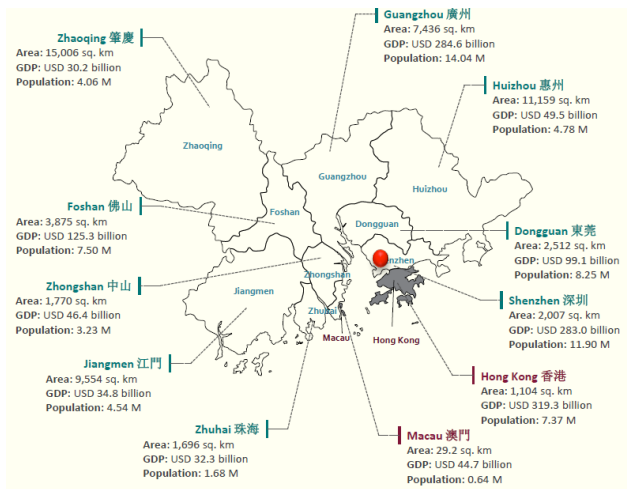 Guangzhou 廣州
Area: 7,436 sq. km
GDP: USD 284.6 billion
Population: 14.04 M
Zhaoqing 肇慶
Area: 15,006 sq. km
GDP: USD 30.2 billion
Population: 4.06 M
Huizhou 惠州
Area: 11,159 sq. km
GDP: USD 49.5 billion
Population: 4.78 M
Zhaoqing
Guangzhou
Huizhou
Foshan 佛山
Area: 3,875 sq. km
GDP: USD 125.3 billion
Population: 7.50 M
Foshan
Dongguan
Dongguan 東莞
Area: 2,512 sq. km
GDP: USD 99.1 billion
Population: 8.25 M
Zhongshan 中山
Area: 1,770 sq. km
GDP: USD 46.4 billion
Population: 3.23 M
Zhongshan
Jiangmen
Zhuhai
Macau
Hong Kong
Shenzhen 深圳
Area: 2,007 sq. km
GDP: USD 283.0 billion
Population: 11.90 M
Jiangmen 江門
Area: 9,554 sq. km
GDP: USD 34.8 billion
Population: 4.54 M
Hong Kong 香港
Area: 1,104 sq. km
GDP: USD 319.3 billion
Population: 7.37 M
Zhuhai 珠海
Area: 1,696 sq. km
GDP: USD 32.3 billion
Population: 1.68 M
Macau 澳門
Area: 29.2 sq. km
GDP: USD 44.7 billion
Population: 0.64 M